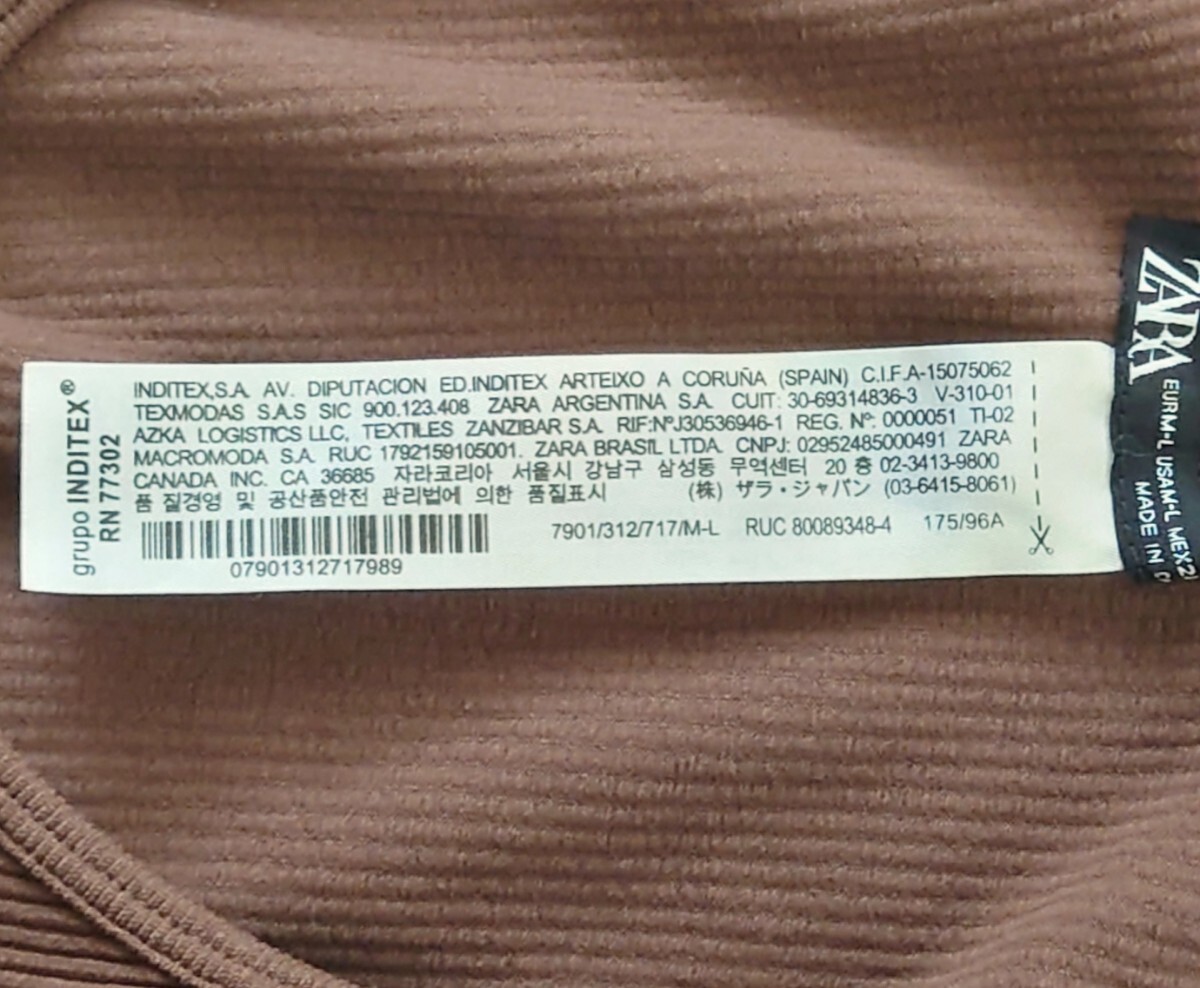 grupo INDITEX®
RN 77302
INDITEX,S.A. AV. DIPUTACION ED.INDITEX ARTEIXO A CORUÑA (SPAIN) C.I.F.A-15075062
TEXMODAS S.A.S SIC 900.123.408 ZARA ARGENTINA S.A. CUIT: 30-69314836-3 V-310-01
AZKA LOGISTICS LLC, TEXTILES ZANZIBAR S.A. RIF:NºJ30536946-1 REG. Nº: 0000051 TI-02
MACROMODA S.A. RUC 1792159105001. ZARA BRASIL LTDA. CNPJ: 02952485000491 ZARA
CANADA INC. CA 36685 자라코리아 서울시 강남구 삼성동 무역센터 20 층 02-3413-9800
품 질경영 및 공산품안전 관리법에 의한 품질표시 (株) ザラ・ジャパン (03-6415-8061)
7901/312/717/M-L RUC 80089348-4 175/96A
07901312717989
ZARA
EURM-L USAM-L
MADE IN